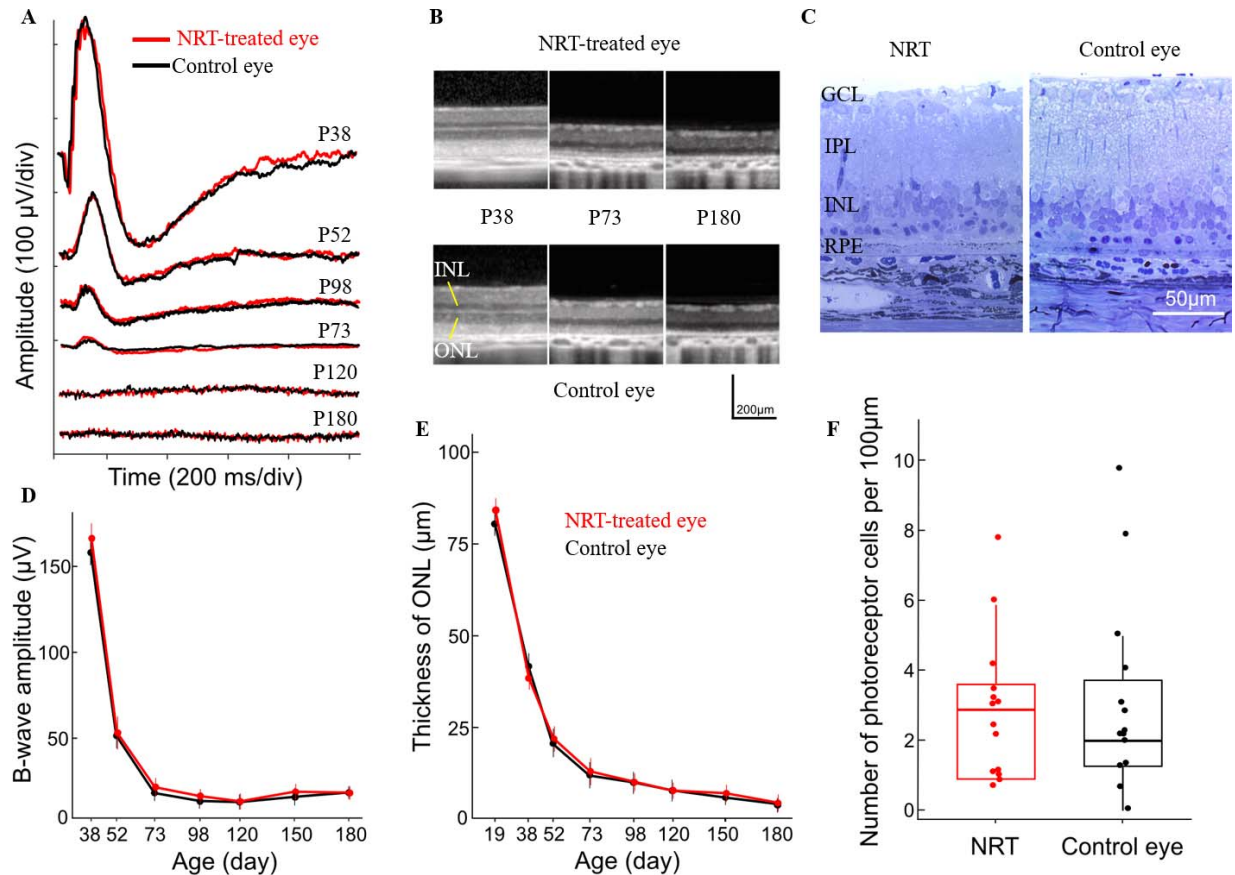 A
NRT-treated eye
Control eye
P38
P52
P98
P73
P120
P180
Amplitude (100 µV/div)
Time (200 ms/div)
B
NRT-treated eye
P38 P73 P180
INL
ONL
Control eye
200µm
C
NRT Control eye
GCL
IPL
INL
RPE
50µm
D
B-wave amplitude (µV)
150
100
50
0
38 52 73 98 120 150 180
Age (day)
E
NRT-treated eye
Control eye
Thickness of ONL (µm)
100
75
50
25
0
19 38 52 73 98 120 150 180
Age (day)
F
Number of photoreceptor cells per 100µm
10
8
6
4
2
0
NRT Control eye